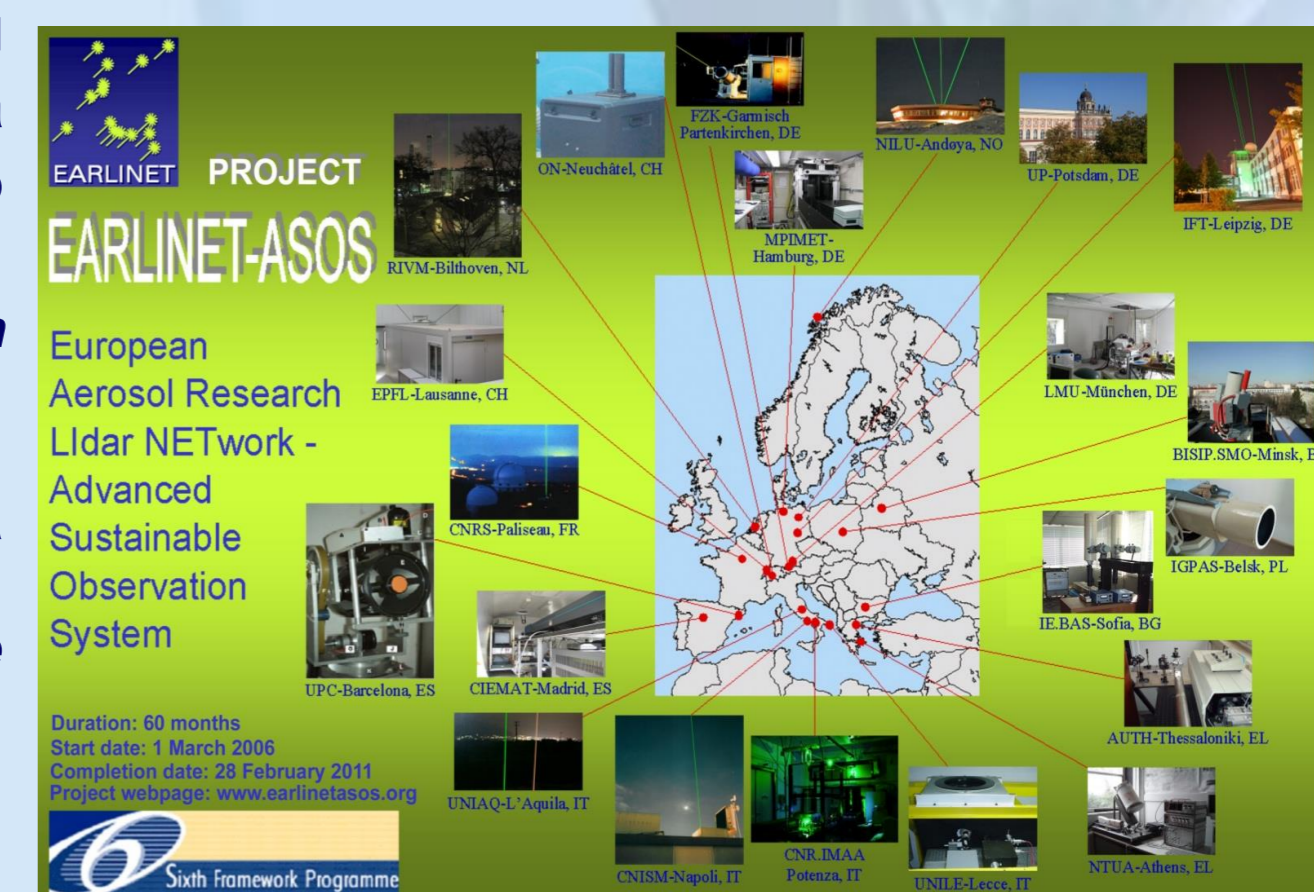 EARLINET
PROJECT
EARLINET-ASOS
European
Aerosol Research
LIdar NETwork -
Advanced
Sustainable
Observation
System
Duration: 60 months
Start date: 1 March 2006
Completion date: 28 February 2011
Project webpage: www.earlinetasos.org
Sixth Framework Programme
RIVM-Bilthoven, NL
ON-Neuchâtel, CH
FZK-Garmisch
Partenkirchen, DE
MPIMET-
Hamburg, DE
NILU-Andøya, NO
UP-Potsdam, DE
IFT-Leipzig, DE
EPFL-Lausanne, CH
LMU-München, DE
BISIP.SMO-Minsk,
CNRS-Paliseau, FR
IGPAS-Belsk, PL
IE.BAS-Sofia, BG
UPC-Barcelona, ES
CIEMAT-Madrid, ES
AUTH-Thessaloniki, EL
UNIAQ-L'Aquila, IT
CNISM-Napoli, IT
CNR.IMAA
Potenza, IT
UNILE-Lecce, IT
NTUA-Athens, EL